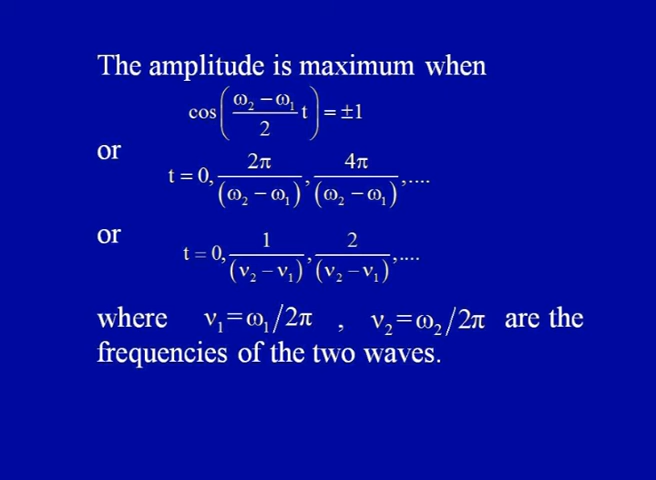 The amplitude is maximum when
cos((ω₂ − ω₁)/2 t) = ±1
or
t = 0, 2π/(ω₂ − ω₁), 4π/(ω₂ − ω₁),....
or
t = 0, 1/(ν₂ − ν₁), 2/(ν₂ − ν₁),....
where ν₁=ω₁/2π , ν₂=ω₂/2π are the
frequencies of the two waves.